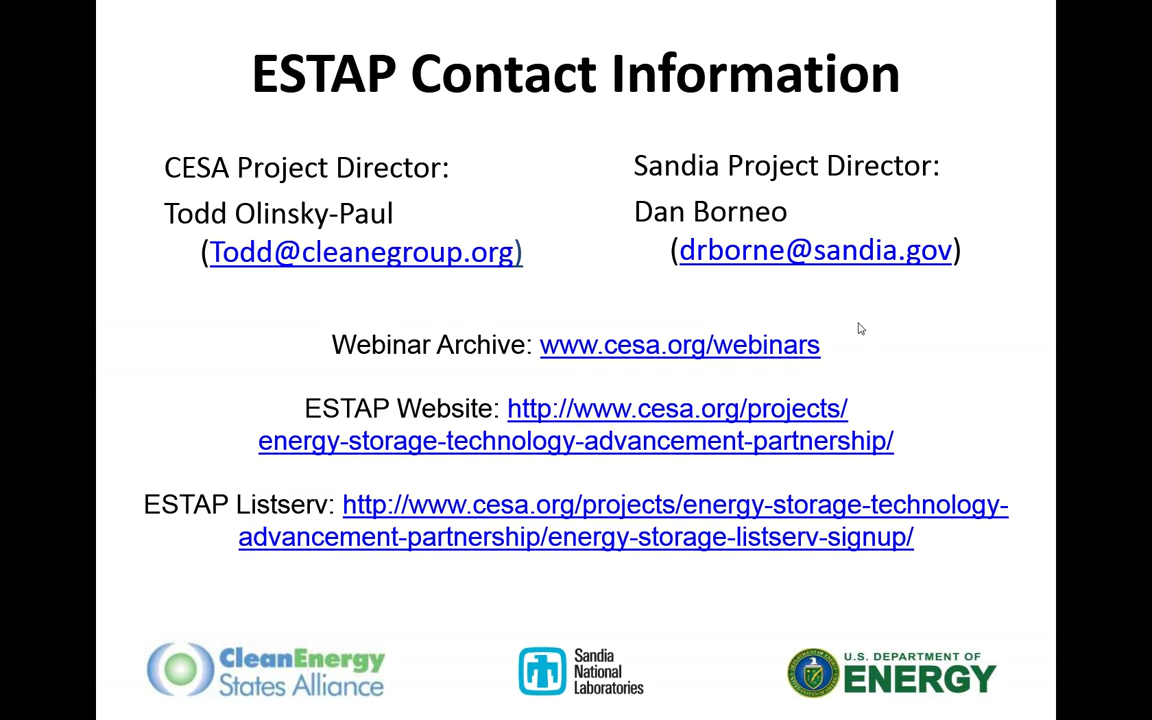 ESTAP Contact Information
CESA Project Director:
Todd Olinsky-Paul
(Todd@cleanegroup.org)
Sandia Project Director:
Dan Borneo
(drborne@sandia.gov)
Webinar Archive: www.cesa.org/webinars
ESTAP Website: http://www.cesa.org/projects/
energy-storage-technology-advancement-partnership/
ESTAP Listserv: http://www.cesa.org/projects/energy-storage-technology-
advancement-partnership/energy-storage-listserv-signup/
CleanEnergy
States Alliance
Sandia
National
Laboratories
U.S. DEPARTMENT OF
ENERGY